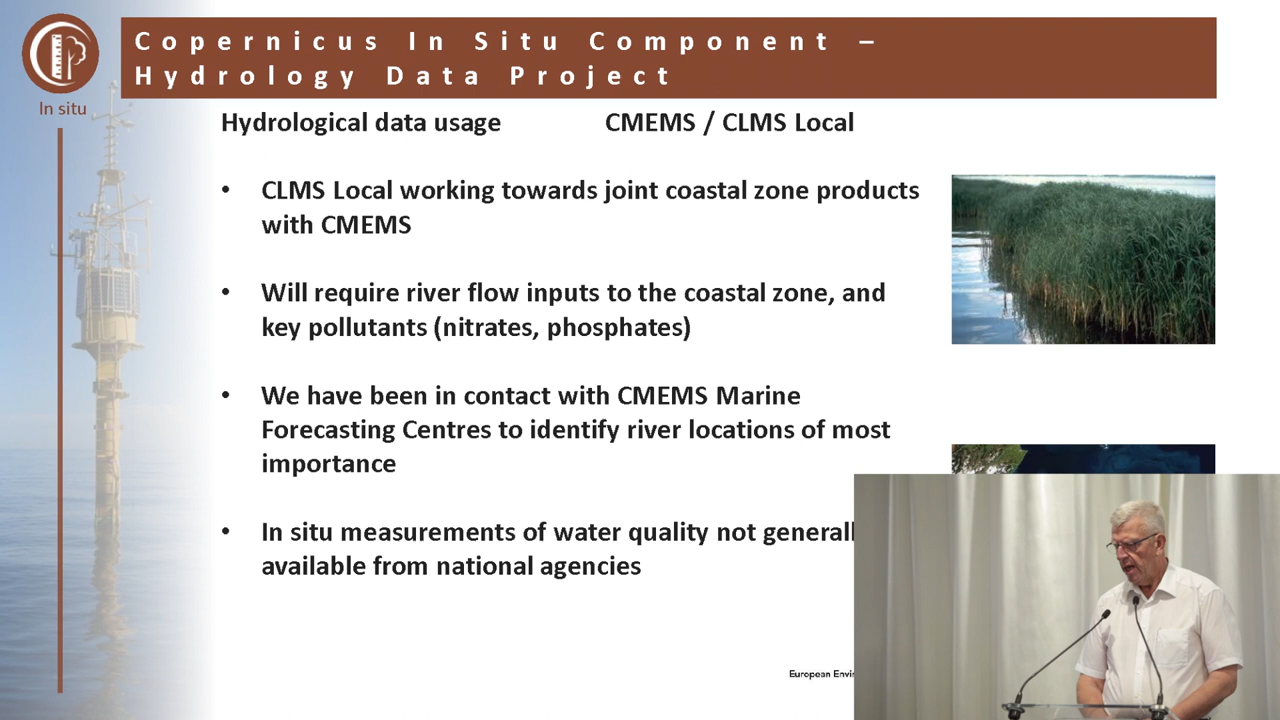 Copernicus In Situ Component –
Hydrology Data Project
In situ
Hydrological data usage CMEMS / CLMS Local
• CLMS Local working towards joint coastal zone products
with CMEMS
• Will require river flow inputs to the coastal zone, and
key pollutants (nitrates, phosphates)
• We have been in contact with CMEMS Marine
Forecasting Centres to identify river locations of most
importance
• In situ measurements of water quality not general
available from national agencies
European